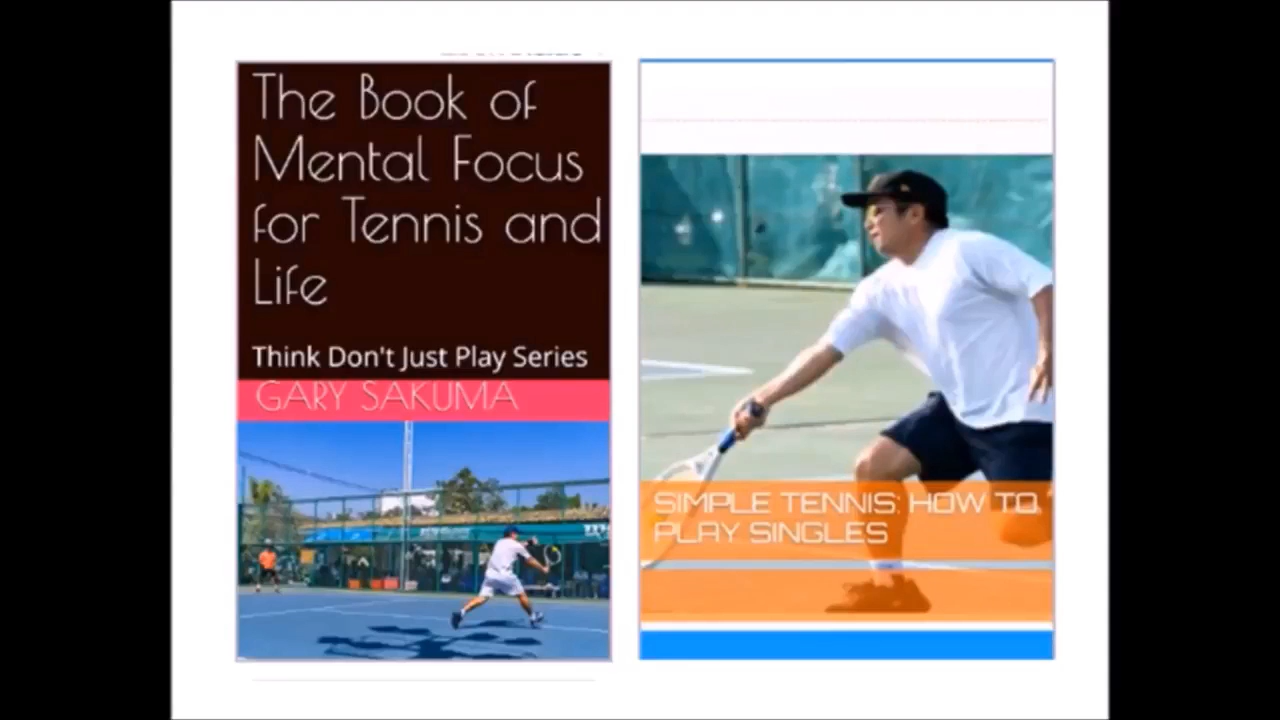 The Book of
Mental Focus
for Tennis and
Life
Think Don't Just Play Series
GARY SAKUMA
SIMPLE TENNIS: HOW TO
PLAY SINGLES